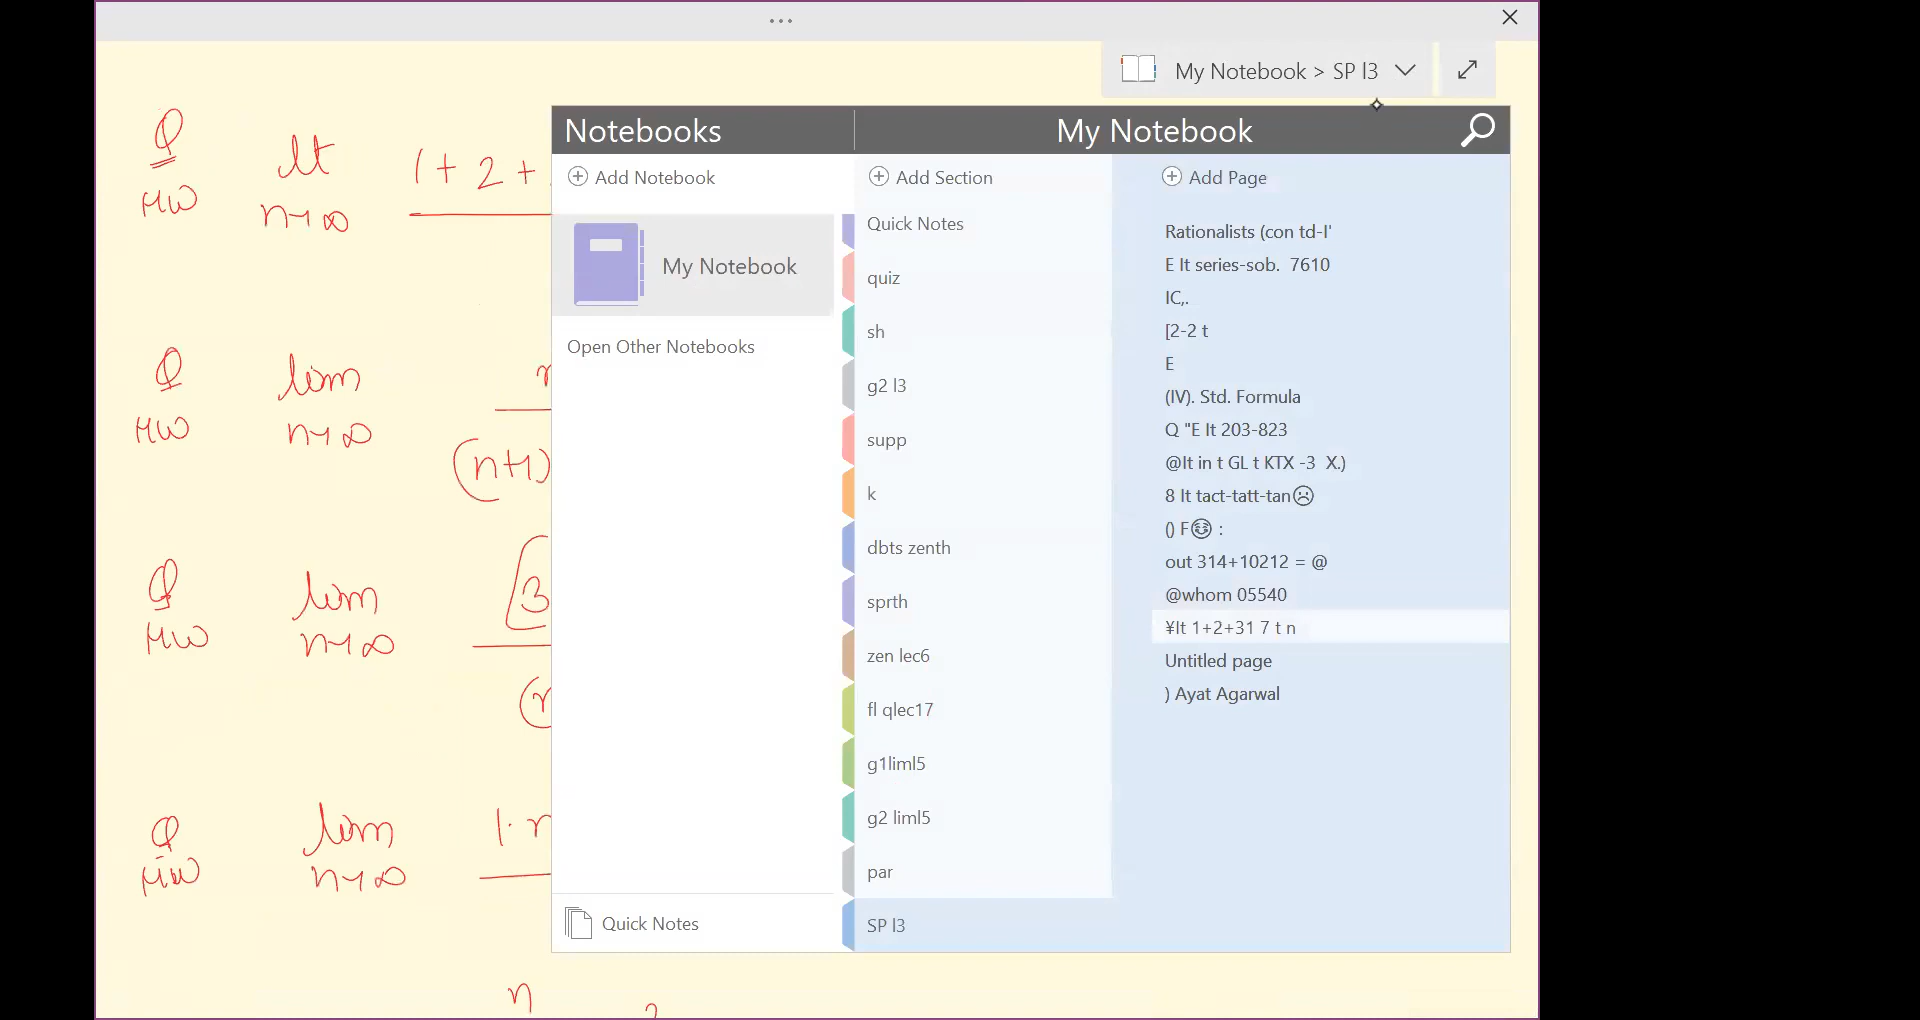 My Notebook > SP l3
Notebooks
My Notebook
Add Notebook
My Notebook
Open Other Notebooks
Quick Notes
Add Section
Quick Notes
quiz
sh
g2 l3
supp
k
dbts zenth
sprth
zen lec6
fl qlec17
g1liml5
g2 liml5
par
SP l3
Add Page
Rationalists (con td-I'
E It series-sob. 7610
IC,.
[2-2 t
E
(IV). Std. Formula
Q "E It 203-823
@It in t GL t KTX -3 X.)
8 It tact-tatt-tan☹
() F😂 :
out 314+10212 = @
@whom 05540
¥It 1+2+31 7 t n
Untitled page
) Ayat Agarwal
Q lt 1+2+
HW n→∞
Q lim
HW n→∞ (n+1)
Q lim [3
HW n→∞
Q lim 1·n
HW n→∞
n